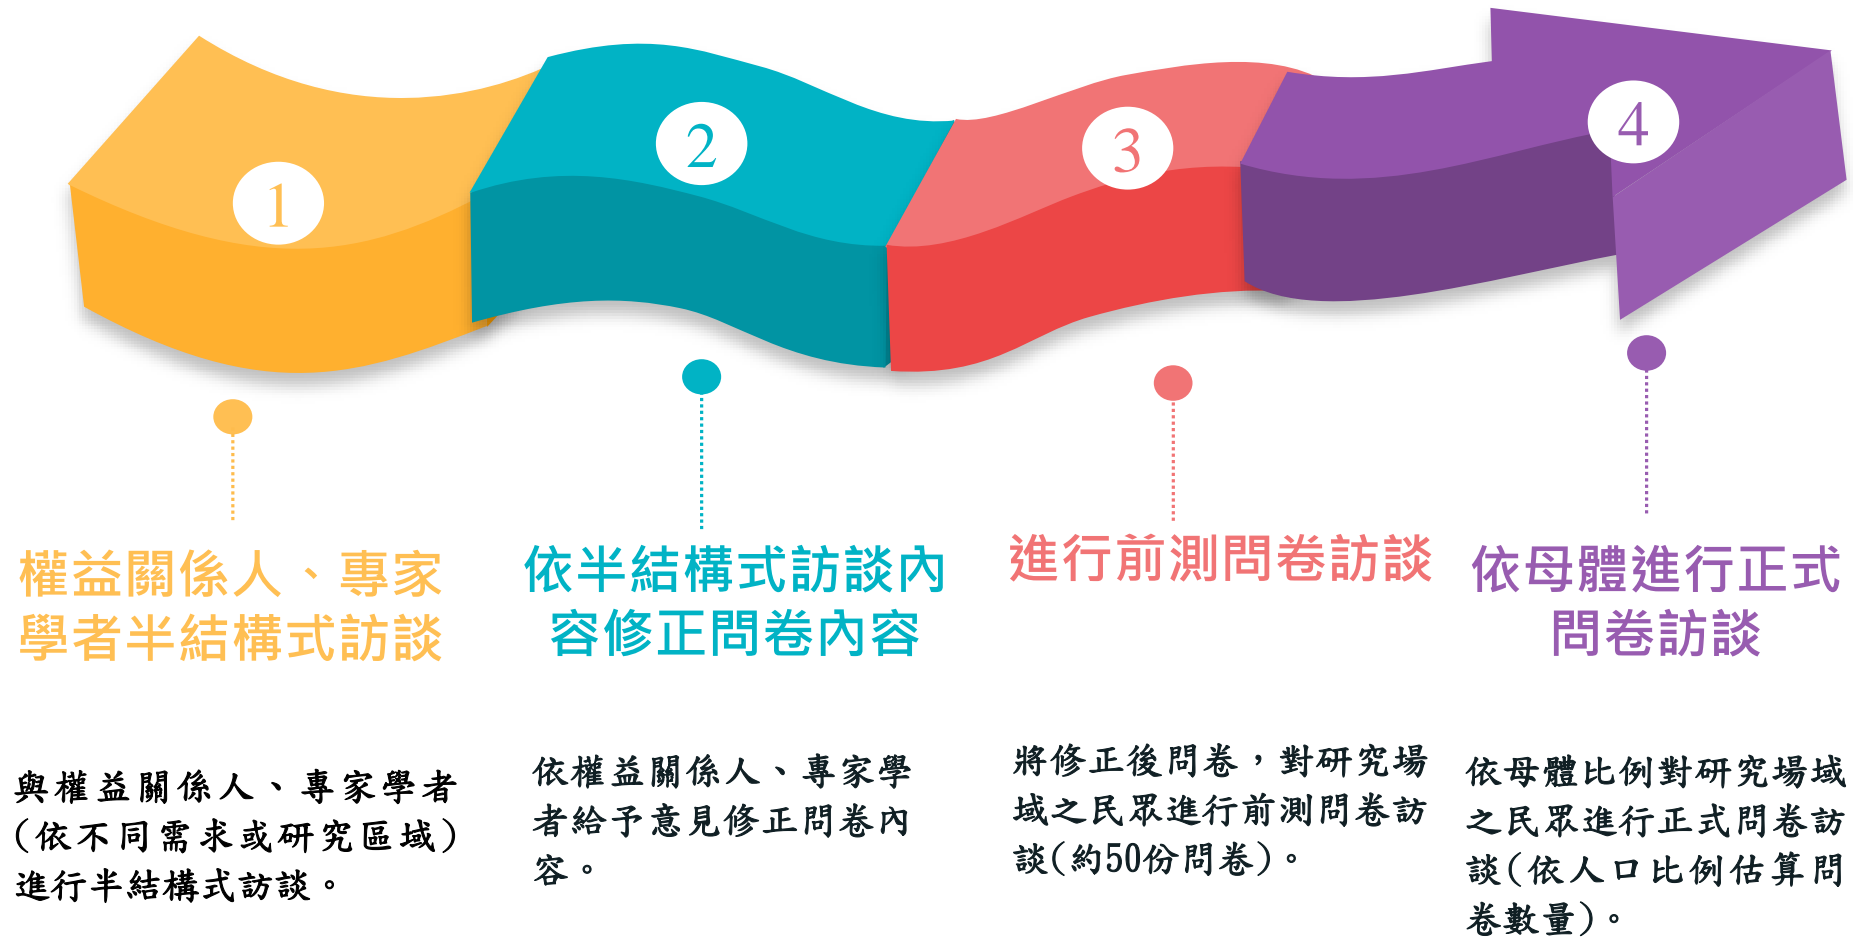 1
2
3
4
權益關係人、專家
學者半結構式訪談
依半結構式訪談內
容修正問卷內容
進行前測問卷訪談
依母體進行正式
問卷訪談
與權益關係人、專家學者
(依不同需求或研究區域)
進行半結構式訪談。
依權益關係人、專家學
者給予意見修正問卷內
容。
將修正後問卷，對研究場
域之民眾進行前測問卷訪
談(約50份問卷)。
依母體比例對研究場域
之民眾進行正式問卷訪
談(依人口比例估算問
卷數量)。